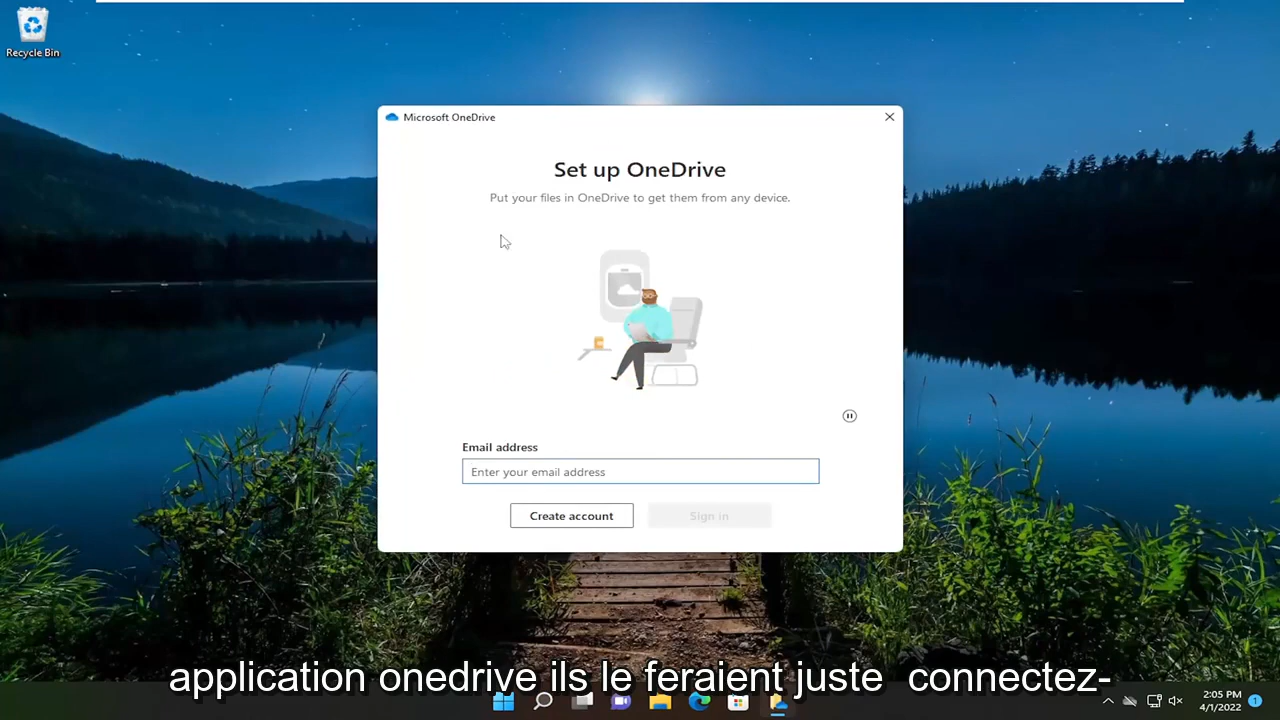 Recycle Bin
Microsoft OneDrive
Set up OneDrive
Put your files in OneDrive to get them from any device.
Email address
Enter your email address
Create account
Sign in
application onedrive ils le feraient juste connectez-
2:05 PM
4/1/2022
1